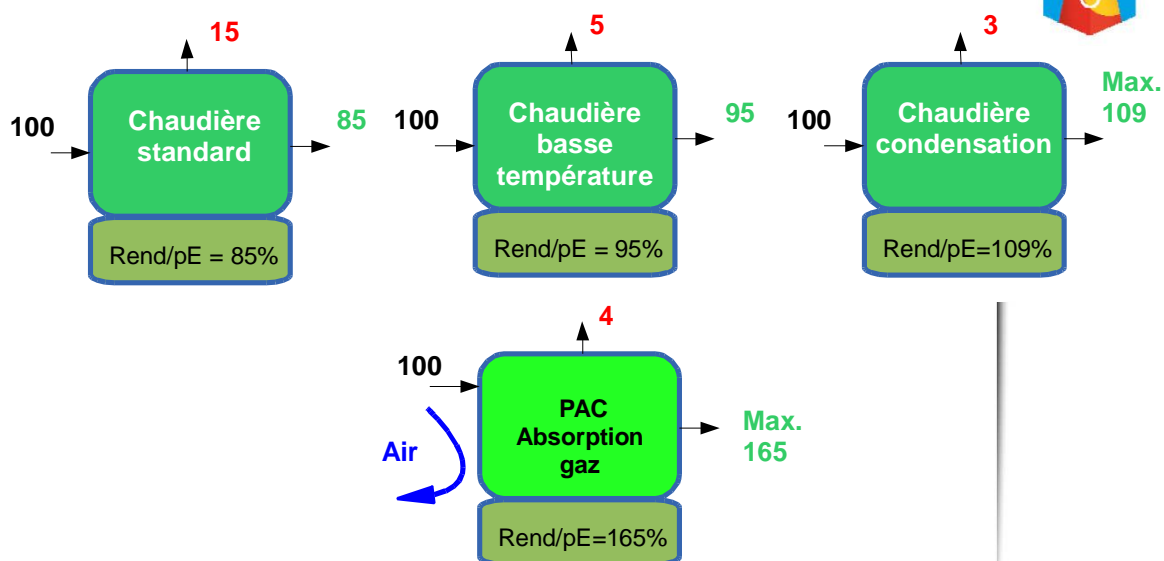 15
100
Chaudière
standard
85
Rend/pE = 85%
5
100
Chaudière
basse
température
95
Rend/pE = 95%
3
100
Chaudière
condensation
Max.
109
Rend/pE=109%
4
100
Air
PAC
Absorption
gaz
Max.
165
Rend/pE=165%